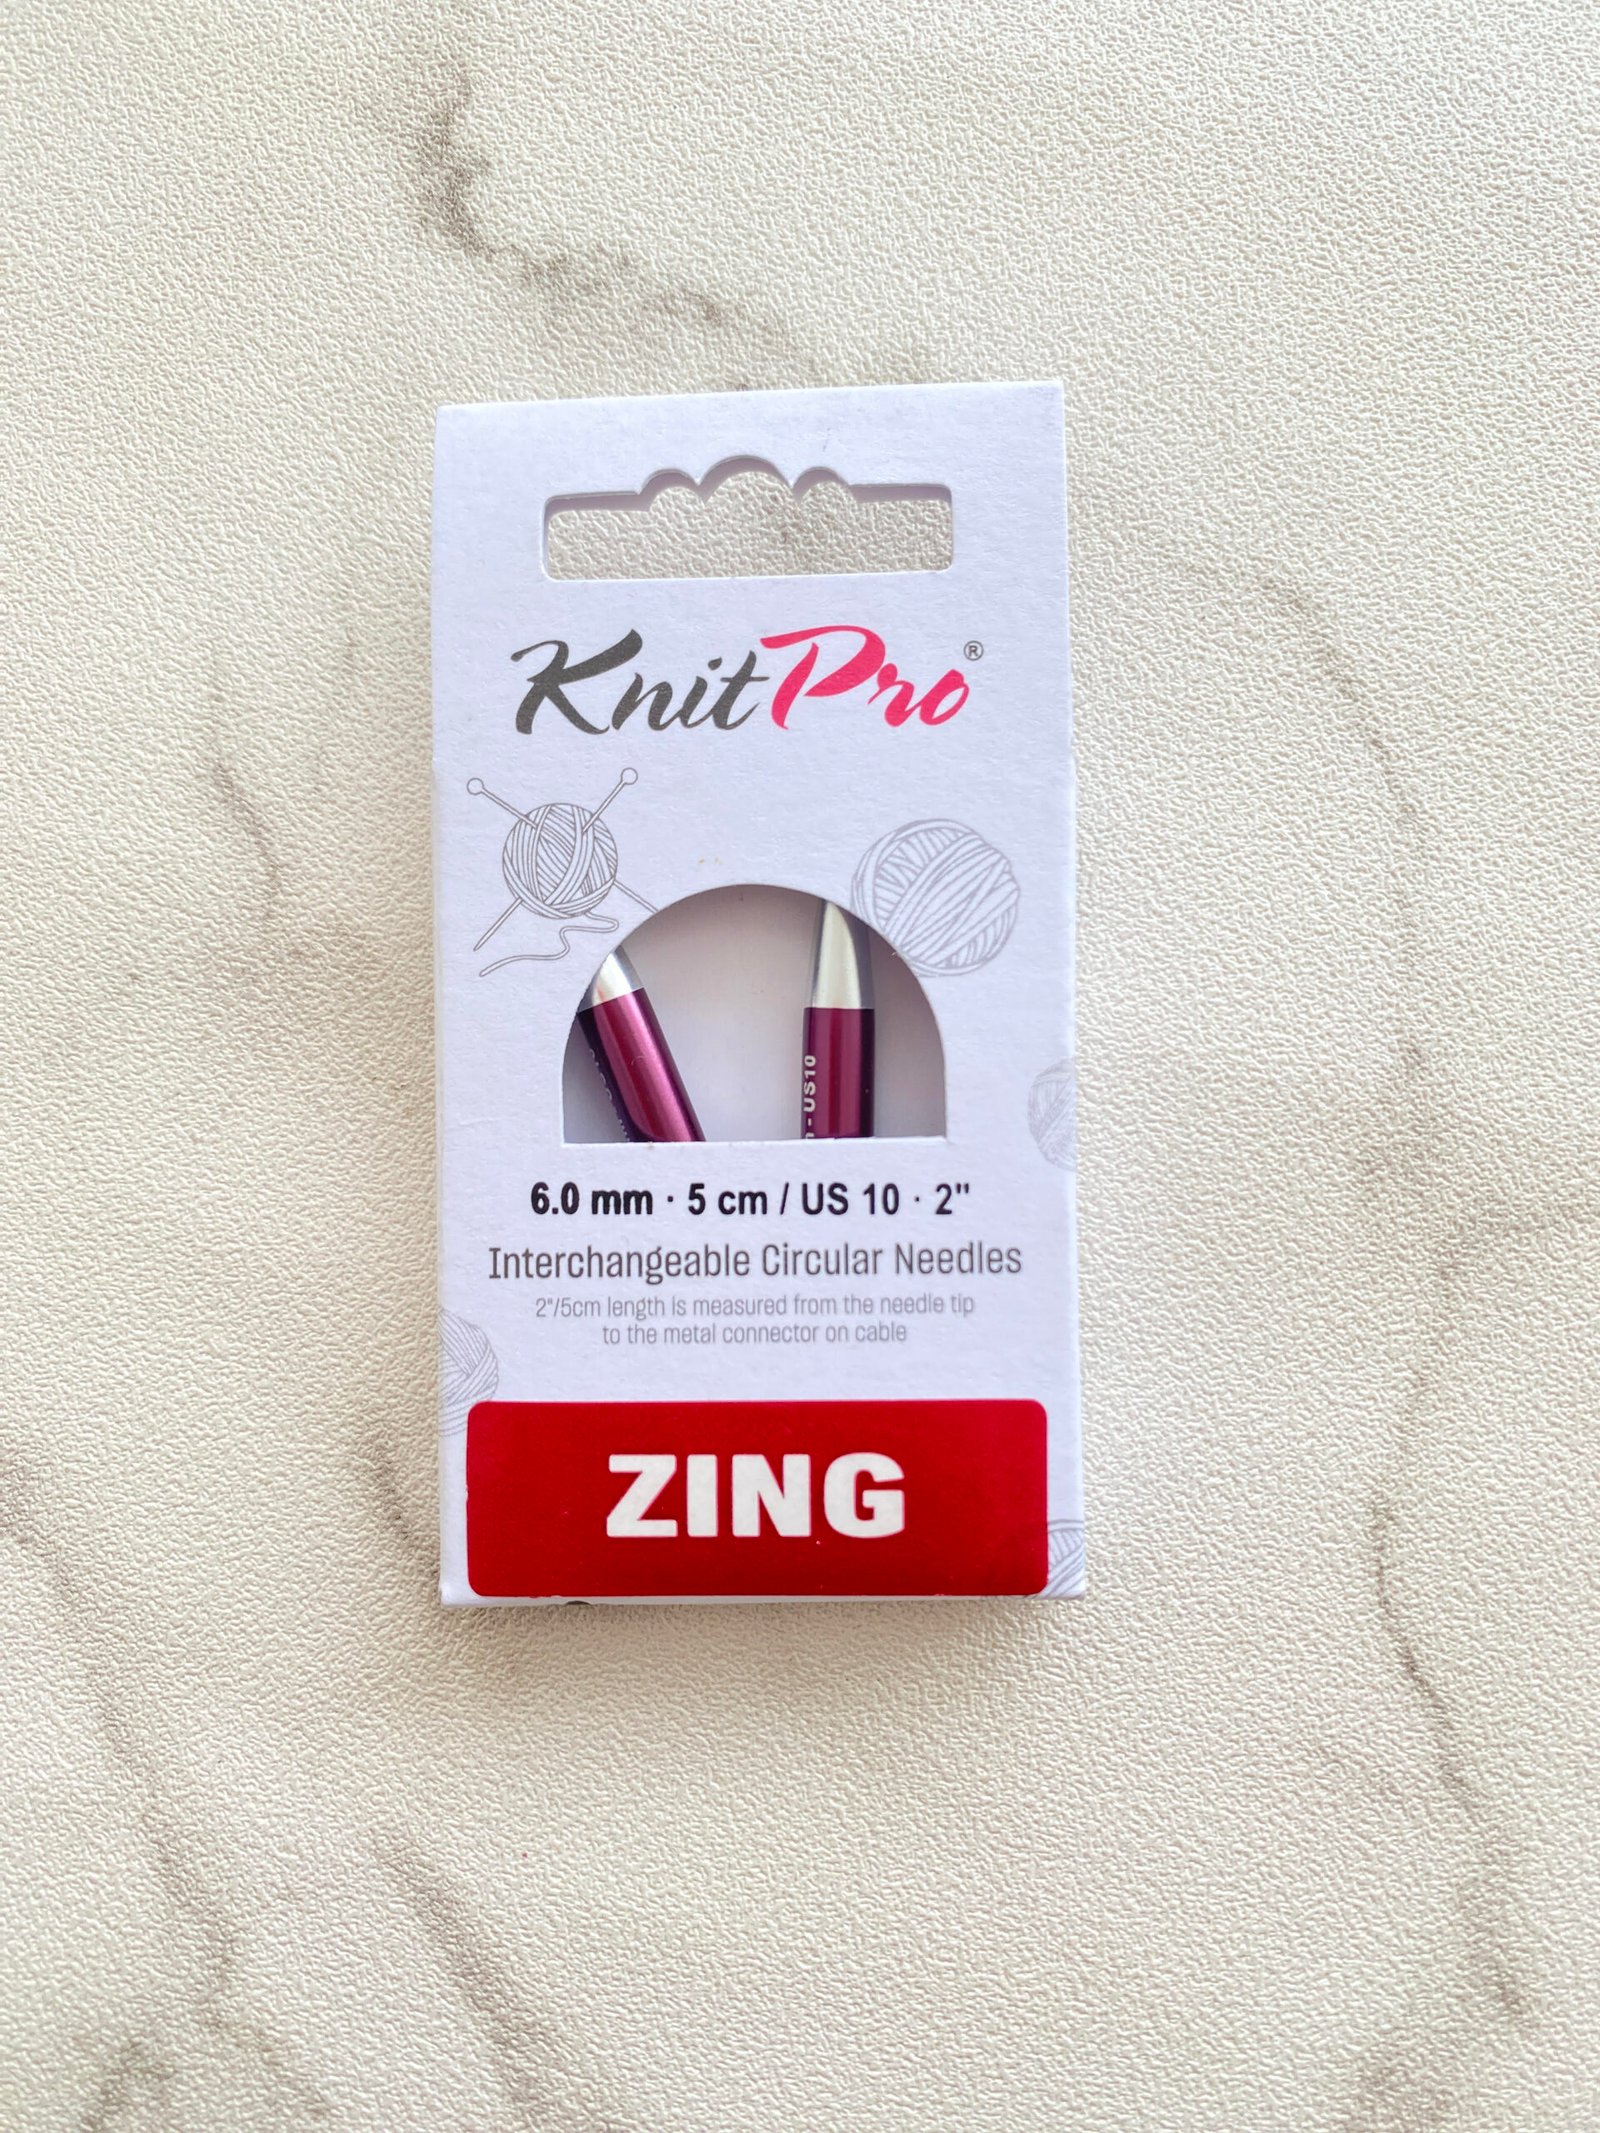 KnitPro®
- US10
6.0 mm · 5 cm / US 10 · 2"
Interchangeable Circular Needles
2"/5cm length is measured from the needle tip
to the metal connector on cable
ZING